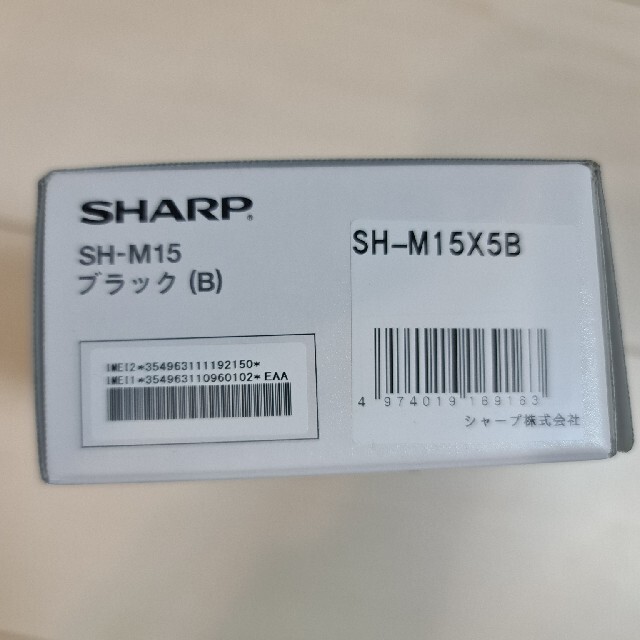 SHARP
SH-M15
ブラック (B)
IMEI2*354963111192150*
IMEI1*354963110960102* EAA
SH-M15X5B
4 974019 169163
シャープ株式会社